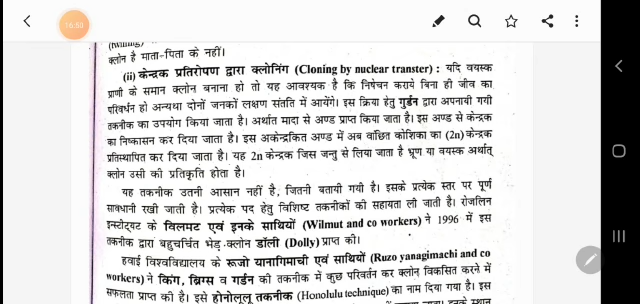 16:50
क्लोन है माता-पिता के नहीं।
(ii) केन्द्रक प्रतिरोपण द्वारा क्लोनिंग (Cloning by nuclear transter) : यदि वयस्क
प्राणी के समान क्लोन बनाना हो तो यह आवश्यक है कि निषेचन कराये बिना ही जीव का
परिवर्धन हो अन्यथा दोनों जनकों लक्षण संतति में आयेंगे। इस क्रिया हेतु गुर्डन द्वारा अपनायी गयी
तकनीक का उपयोग किया जाता है। अर्थात मादा से अण्ड प्राप्त किया जाता है। इस अण्ड से केन्द्रक
का निष्कासन कर दिया जाता है। इस अकेन्द्रकित अण्ड में अब वांछित कोशिका का (2n) केन्द्रक
प्रतिस्थापित कर दिया जाता है। यह 2n केन्द्रक जिस जन्तु से लिया जाता है भ्रूण या वयस्क अर्थात्
क्लोन उसी की प्रतिकृति होता है।
यह तकनीक उतनी आसान नहीं है, जितनी बतायी गयी है। इसके प्रत्येक स्तर पर पूर्ण
सावधानी रखी जाती है। प्रत्येक पद हेतु विशिष्ट तकनीकों की सहायता ली जाती है। रोजलिन
इन्स्टीट्यूट के विलमट एवं इनके साथियों (Wilmut and co workers) ने 1996 में इस
तकनीक द्वारा बहुचर्चित भेड़-क्लोन डॉली (Dolly) प्राप्त की।
हवाई विश्वविद्यालय के रूजो यानागिमाची एवं साथियों (Ruzo yanagimachi and co
workers) ने किंग, ब्रिग्स व गर्डन की तकनीक में कुछ परिवर्तन कर क्लोन विकसित करने में
सफलता प्राप्त की है। इसे होनोलूलू तकनीक (Honolulu technique) का नाम दिया गया है। इस